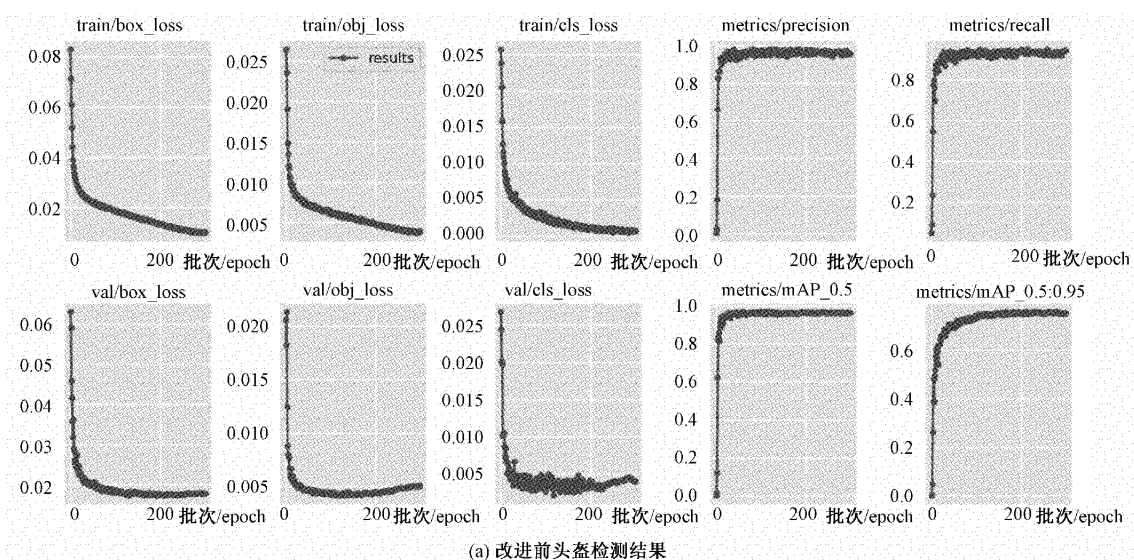 train/box_loss train/obj_loss train/cls_loss metrics/precision metrics/recall
0.08 0.06 0.04 0.02
0.025 0.020 0.015 0.010 0.005
results
0.025 0.020 0.015 0.010 0.005 0.000
1.0 0.8 0.6 0.4 0.2 0.0
0.8 0.6 0.4 0.2
0 200 批次/epoch 0 200 批次/epoch 0 200 批次/epoch 0 200 批次/epoch 0 200 批次/epoch
val/box_loss val/obj_loss val/cls_loss metrics/mAP_0.5 metrics/mAP_0.5:0.95
0.06 0.05 0.04 0.03 0.02
0.020 0.015 0.010 0.005
0.025 0.020 0.015 0.010 0.005
1.0 0.8 0.6 0.4 0.2 0.0
0.6 0.4 0.2 0.0
0 200 批次/epoch 0 200 批次/epoch 0 200 批次/epoch 0 200 批次/epoch 0 200 批次/epoch
(a) 改进前头盔检测结果